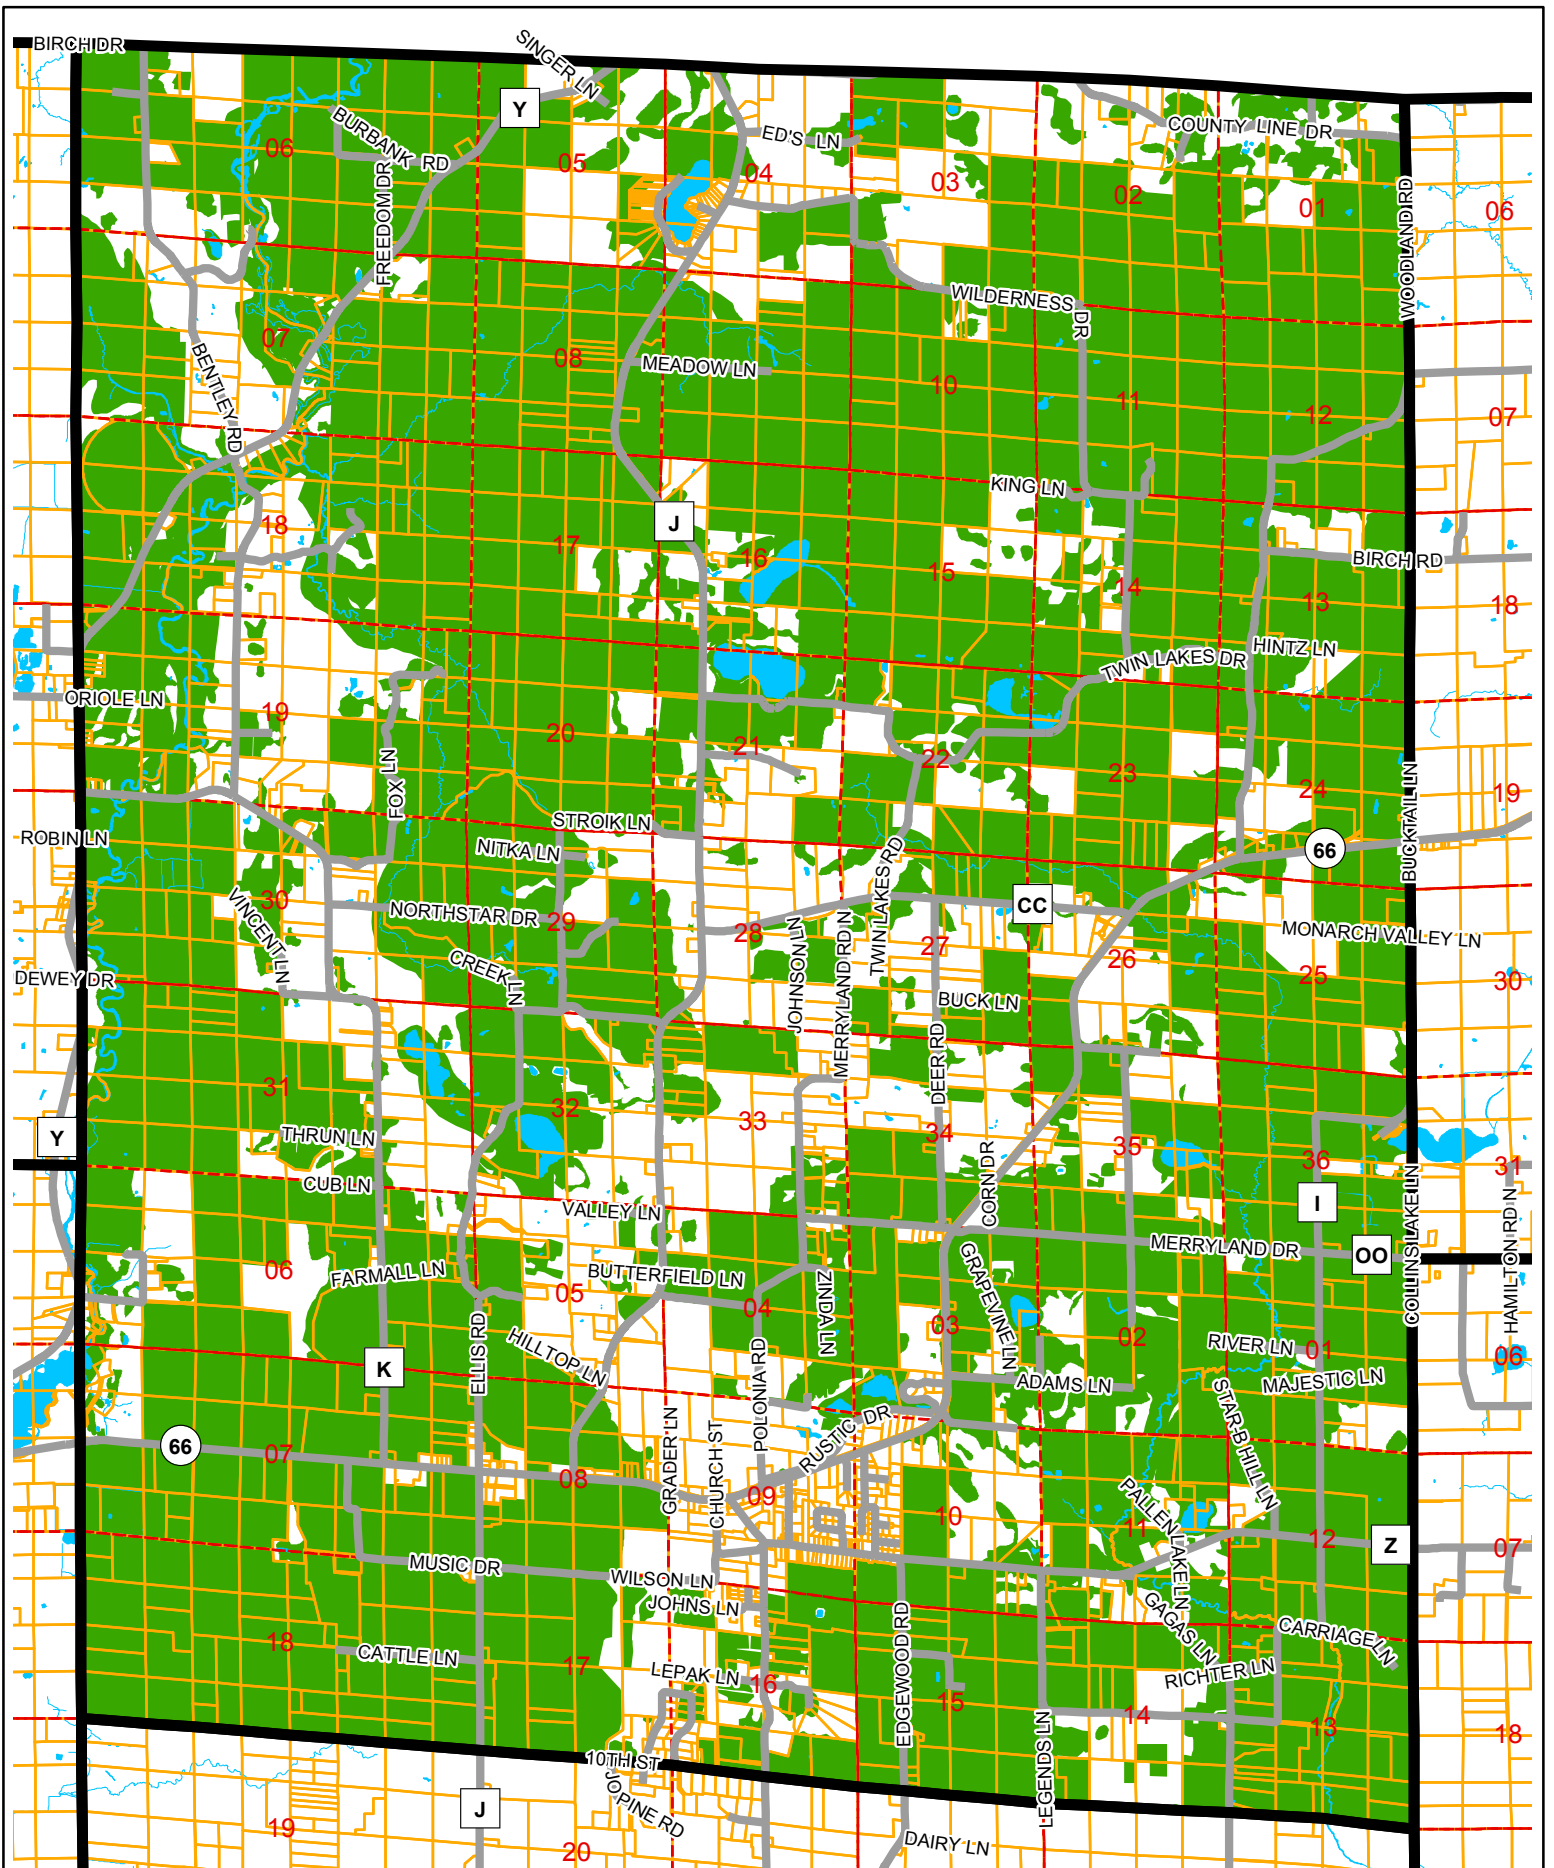 BIRCH DR
SINGER LN
Y
BURBANK RD
ED'S LN
COUNTY LINE DR
06
05
04
03
02
01
06
FREEDOM DR
WOODLAND RD
WILDERNESS DR
07
BENTLEY RD
08
MEADOW LN
10
11
12
07
KING LN
J
18
17
16
15
14
BIRCH RD
13
18
HINTZ LN
TWIN LAKES DR
ORIOLE LN
19
20
21
22
23
24
19
FOX LN
BUCKTAIL LN
STROIK LN
ROBIN LN
NITKA LN
66
TWIN LAKES RD
30
VINCENT LN
NORTHSTAR DR
29
28
CC
JOHNSON LN
MERRYLAND RD N
27
MONARCH VALLEY LN
26
25
30
DEWEY DR
CREEK LN
BUCK LN
DEER RD
31
32
33
34
35
36
31
Y
THRUN LN
CORN DR
CUB LN
VALLEY LN
I
COLLINS LAKE LN
HAMILTON RD N
MERRYLAND DR
OO
06
FARMALL LN
05
BUTTERFIELD LN
04
ZINDA LN
GRAPEVINE LN
03
02
01
06
RIVER LN
HILLTOP LN
ELLIS RD
K
POLONIA RD
ADAMS LN
MAJESTIC LN
STAR-B HILL LN
GRADER LN
CHURCH ST
RUSTIC DR
66
07
08
09
10
11
12
Z
07
PALLEN LAKE LN
MUSIC DR
WILSON LN
JOHNS LN
EDGEWOOD RD
GAGAS LN
CARRIAGE LN
18
CATTLE LN
17
LEPAK LN
16
15
RICHTER LN
14
13
18
LEGENDS LN
10TH ST
JO PINE RD
J
19
20
DAIRY LN